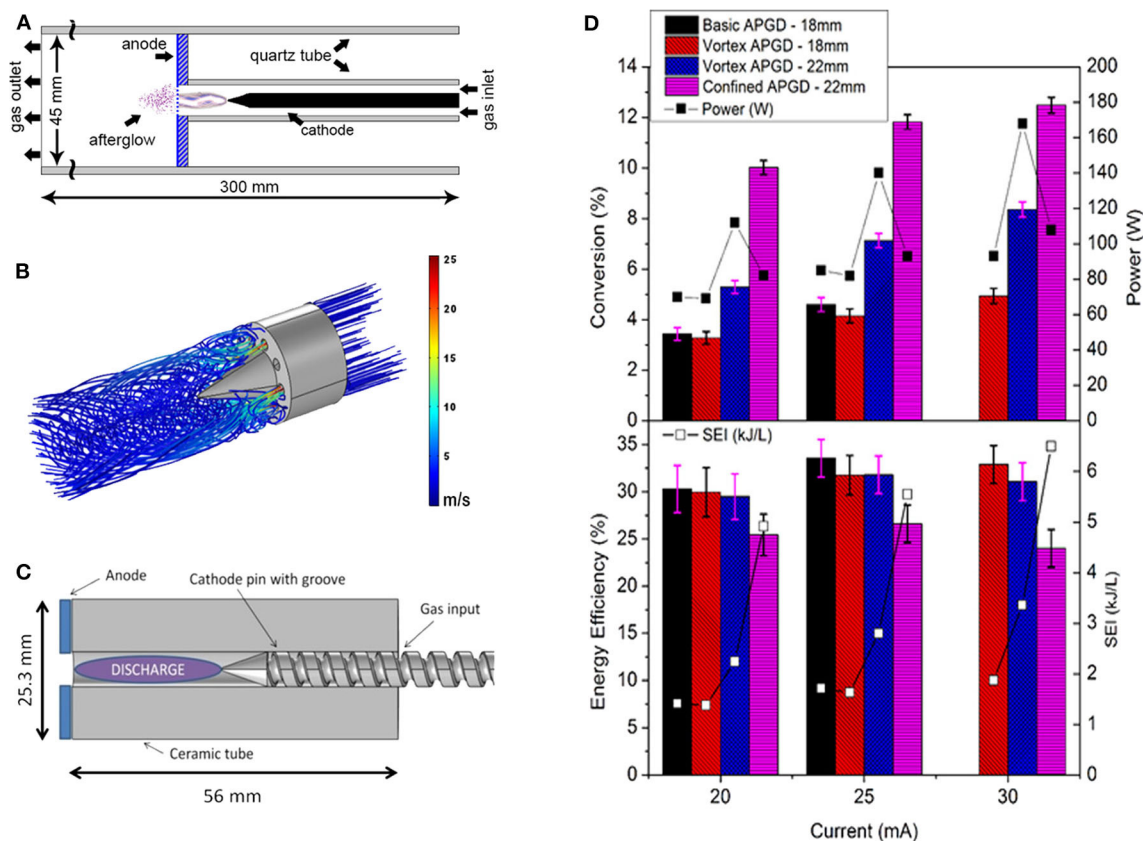 A
anode
quartz tube
gas outlet
45 mm
gas inlet
afterglow
cathode
300 mm
B
25
20
15
10
5
m/s
C
Anode
Cathode pin with groove
Gas input
25.3 mm
DISCHARGE
Ceramic tube
56 mm
D
Basic APGD - 18mm
Vortex APGD - 18mm
Vortex APGD - 22mm
Confined APGD - 22mm
Power (W)
14
12
10
8
6
4
2
0
Conversion (%)
200
180
160
140
120
100
80
60
40
20
0
Power (W)
SEI (kJ/L)
35
30
25
20
15
10
5
0
Energy Efficiency (%)
6
5
4
3
2
1
0
SEI (kJ/L)
20 25 30
Current (mA)